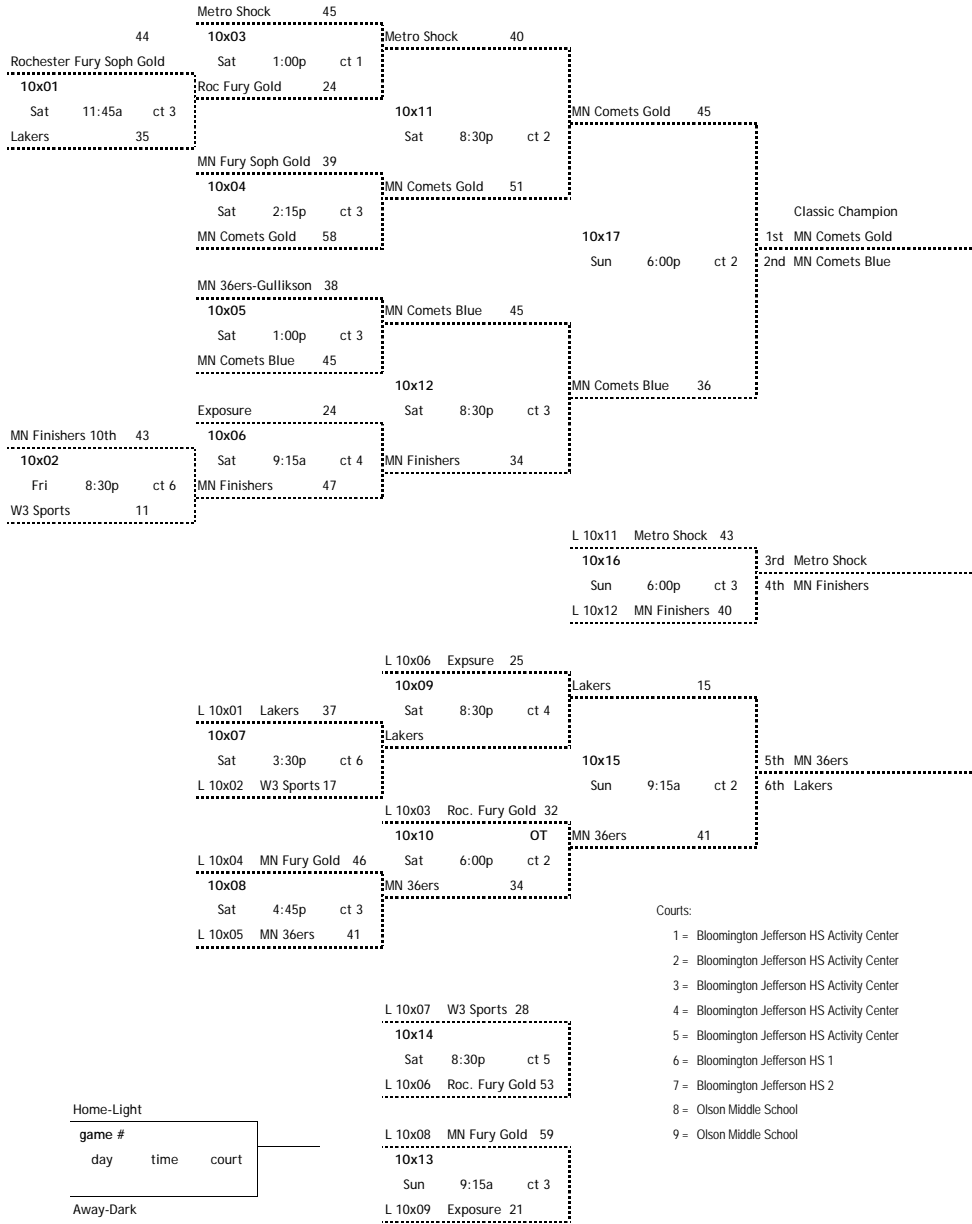 Metro Shock 45
44 10x03 Metro Shock 40
Rochester Fury Soph Gold Sat 1:00p ct 1
10x01 Roc Fury Gold 24
Sat 11:45a ct 3 10x11 MN Comets Gold 45
Lakers 35 Sat 8:30p ct 2
MN Fury Soph Gold 39
10x04 MN Comets Gold 51
Sat 2:15p ct 3 Classic Champion
MN Comets Gold 58 10x17 1st MN Comets Gold
Sun 6:00p ct 2 2nd MN Comets Blue
MN 36ers-Gullikson 38
10x05 MN Comets Blue 45
Sat 1:00p ct 3
MN Comets Blue 45
10x12 MN Comets Blue 36
Exposure 24 Sat 8:30p ct 3
MN Finishers 10th 43 10x06
10x02 Sat 9:15a ct 4 MN Finishers 34
Fri 8:30p ct 6 MN Finishers 47
W3 Sports 11
L 10x11 Metro Shock 43
10x16 3rd Metro Shock
Sun 6:00p ct 3 4th MN Finishers
L 10x12 MN Finishers 40
L 10x06 Expsure 25
10x09 Lakers 15
L 10x01 Lakers 37 Sat 8:30p ct 4
10x07 Lakers
Sat 3:30p ct 6 10x15 5th MN 36ers
L 10x02 W3 Sports 17 Sun 9:15a ct 2 6th Lakers
L 10x03 Roc. Fury Gold 32
10x10 OT MN 36ers 41
L 10x04 MN Fury Gold 46 Sat 6:00p ct 2
10x08 MN 36ers 34
Sat 4:45p ct 3 Courts:
L 10x05 MN 36ers 41 1 = Bloomington Jefferson HS Activity Center
2 = Bloomington Jefferson HS Activity Center
3 = Bloomington Jefferson HS Activity Center
4 = Bloomington Jefferson HS Activity Center
L 10x07 W3 Sports 28 5 = Bloomington Jefferson HS Activity Center
10x14 6 = Bloomington Jefferson HS 1
Sat 8:30p ct 5 7 = Bloomington Jefferson HS 2
L 10x06 Roc. Fury Gold 53
Home-Light 8 = Olson Middle School
game # L 10x08 MN Fury Gold 59 9 = Olson Middle School
day time court 10x13
Sun 9:15a ct 3
Away-Dark L 10x09 Exposure 21